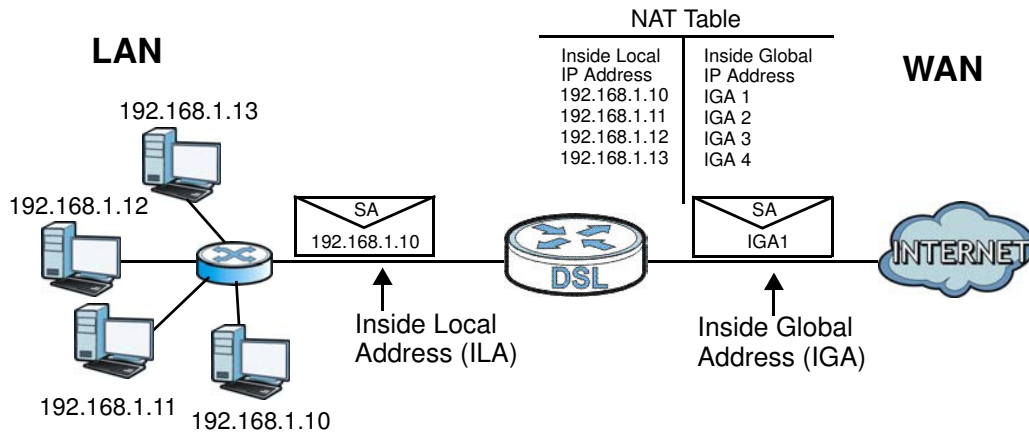 NAT Table
Inside Local
IP Address
192.168.1.10
192.168.1.11
192.168.1.12
192.168.1.13
Inside Global
IP Address
IGA 1
IGA 2
IGA 3
IGA 4
LAN
WAN
192.168.1.13
192.168.1.12
192.168.1.11
192.168.1.10
SA
192.168.1.10
Inside Local
Address (ILA)
DSL
SA
IGA1
Inside Global
Address (IGA)
INTERNET